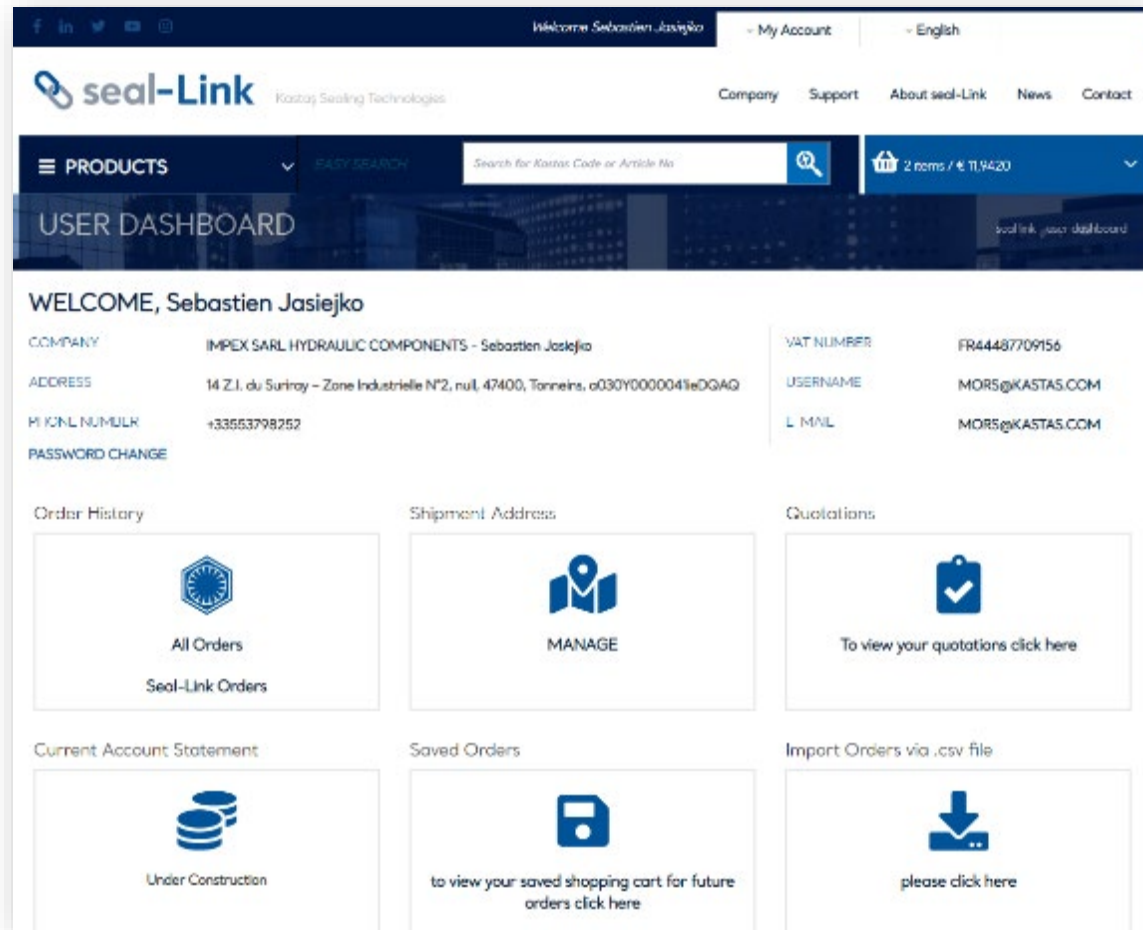 Welcome Sebastien Jasiejko
My Account
English
seal-Link
Kastaş Sealing Technologies
Company Support About seal-Link News Contact
PRODUCTS
EASY SEARCH
Search for Kastas Code or Article No
2 items / € 11,9420
USER DASHBOARD
seal link user dashboard
WELCOME, Sebastien Jasiejko
COMPANY IMPEX SARL HYDRAULIC COMPONENTS - Sebastien Jasiejko
VAT NUMBER FR44487709156
ADDRESS 14 Z.I. du Suriray – Zone Industrielle N°2, null, 47400, Tonneins,
USERNAME MORS@KASTAS.COM
PHONE NUMBER +33553798252
E-MAIL MORS@KASTAS.COM
PASSWORD CHANGE
Order History
Shipment Address
Quotations
All Orders
Seal-Link Orders
MANAGE
To view your quotations click here
Current Account Statement
Saved Orders
Import Orders via .csv file
Under Construction
to view your saved shopping cart for future
orders click here
please click here